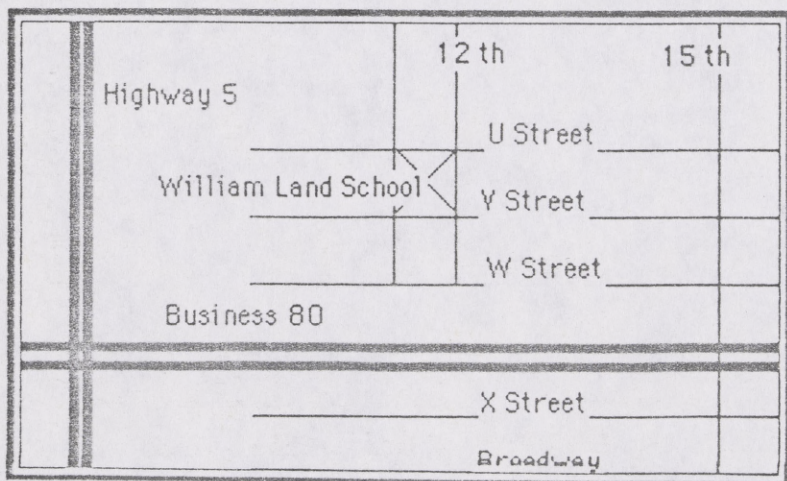 12 th
15 th
Highway 5
U Street
William Land School
V Street
W Street
Business 80
X Street
Broadway